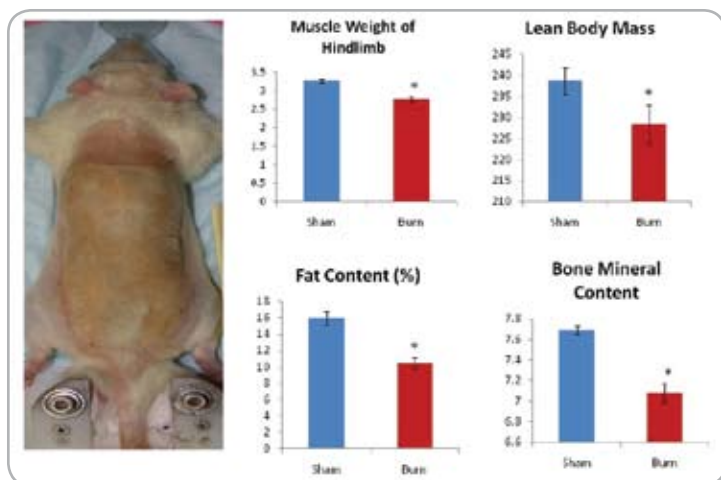 Muscle Weight of
Hindlimb
3.5
3
2.5
2
1.5
1
0.5
0
Sham
Burn
*
Lean Body Mass
245
240
235
230
225
220
215
210
Sham
Burn
*
Fat Content (%)
18
16
14
12
10
8
6
4
2
0
Sham
Burn
*
Bone Mineral
Content
7.8
7.6
7.4
7.2
7
6.8
6.6
Sham
Burn
*